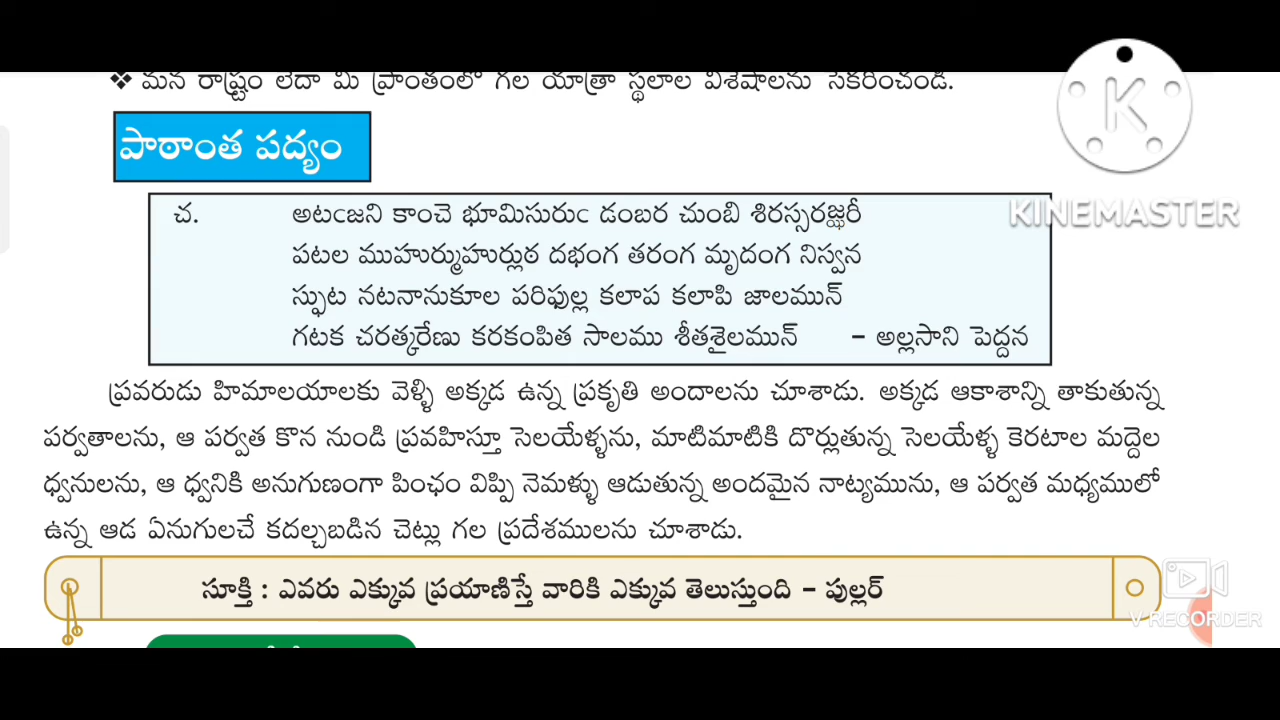 ❖ మన రాష్ట్రం లేదా మీ ప్రాంతంలో గల యాత్రా స్థలాల విశేషాలను సేకరించండి.
పాఠాంత పద్యం
చ. అటఁజని కాంచె భూమిసురుఁ డంబర చుంబి శిరస్సరజ్ఝరీ
పటల ముహుర్ముహుర్లుఠ దభంగ తరంగ మృదంగ నిస్వన
స్ఫుట నటనానుకూల పరిఫుల్ల కలాప కలాపి జాలమున్
గటక చరత్కరేణు కరకంపిత సాలము శీతశైలమున్ – అల్లసాని పెద్దన
ప్రవరుడు హిమాలయాలకు వెళ్ళి అక్కడ ఉన్న ప్రకృతి అందాలను చూశాడు. అక్కడ ఆకాశాన్ని తాకుతున్న
పర్వతాలను, ఆ పర్వత కొన నుండి ప్రవహిస్తూ సెలయేళ్ళను, మాటిమాటికి దొర్లుతున్న సెలయేళ్ళ కెరటాల మద్దెల
ధ్వనులను, ఆ ధ్వనికి అనుగుణంగా పింఛం విప్పి నెమళ్ళు ఆడుతున్న అందమైన నాట్యమును, ఆ పర్వత మధ్యములో
ఉన్న ఆడ ఏనుగులచే కదల్చబడిన చెట్లు గల ప్రదేశములను చూశాడు.
సూక్తి : ఎవరు ఎక్కువ ప్రయాణిస్తే వారికి ఎక్కువ తెలుస్తుంది – పుల్లర్
KINEMASTER
V RECORDER